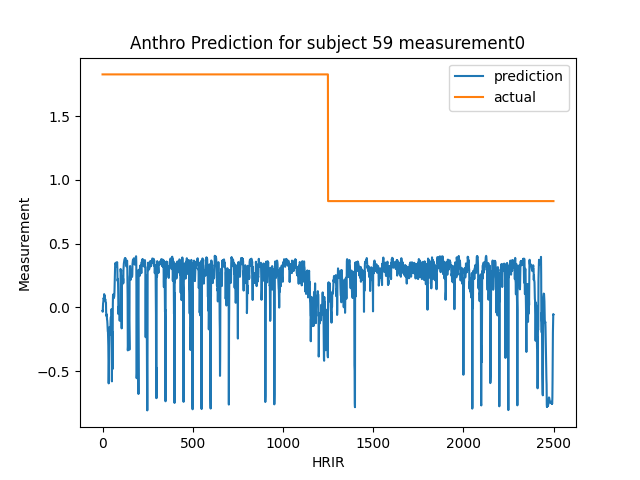 Anthro Prediction for subject 59 measurement0
prediction
actual
Measurement
1.5
1.0
0.5
0.0
−0.5
0
500
1000
1500
2000
2500
HRIR